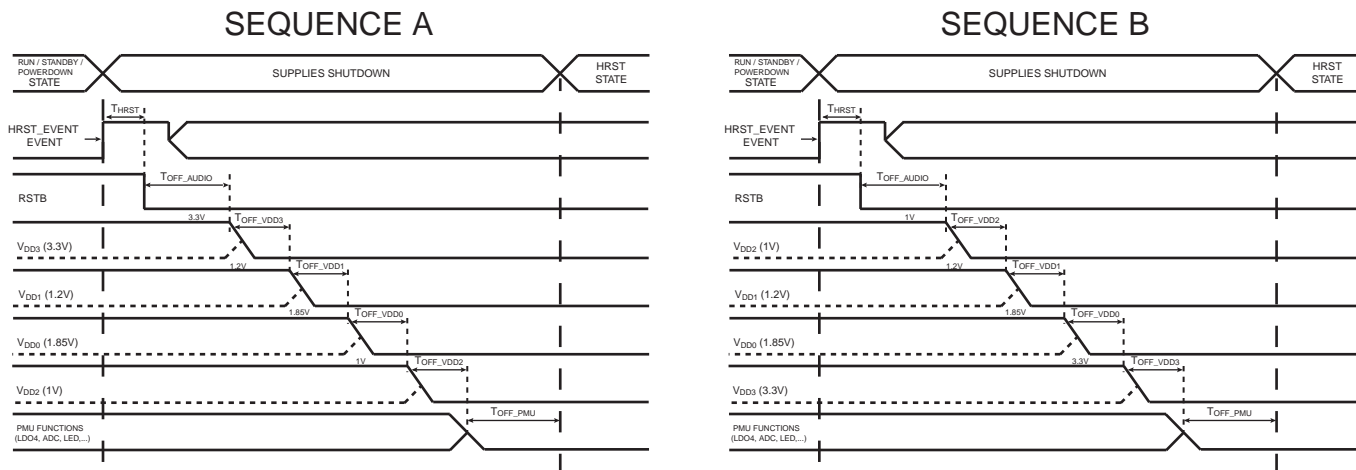 SEQUENCE A
RUN / STANDBY /
POWERDOWN
STATE
SUPPLIES SHUTDOWN
HRST
STATE
THRST
HRST_EVENT
EVENT
TOFF_AUDIO
RSTB
3.3V
TOFF_VDD3
VDD3 (3.3V)
1.2V
TOFF_VDD1
VDD1 (1.2V)
1.85V
TOFF_VDD0
VDD0 (1.85V)
1V
TOFF_VDD2
VDD2 (1V)
TOFF_PMU
PMU FUNCTIONS
(LDO4, ADC, LED,...)
SEQUENCE B
RUN / STANDBY /
POWERDOWN
STATE
SUPPLIES SHUTDOWN
HRST
STATE
THRST
HRST_EVENT
EVENT
TOFF_AUDIO
RSTB
1V
TOFF_VDD2
VDD2 (1V)
1.2V
TOFF_VDD1
VDD1 (1.2V)
1.85V
TOFF_VDD0
VDD0 (1.85V)
3.3V
TOFF_VDD3
VDD3 (3.3V)
TOFF_PMU
PMU FUNCTIONS
(LDO4, ADC, LED,...)